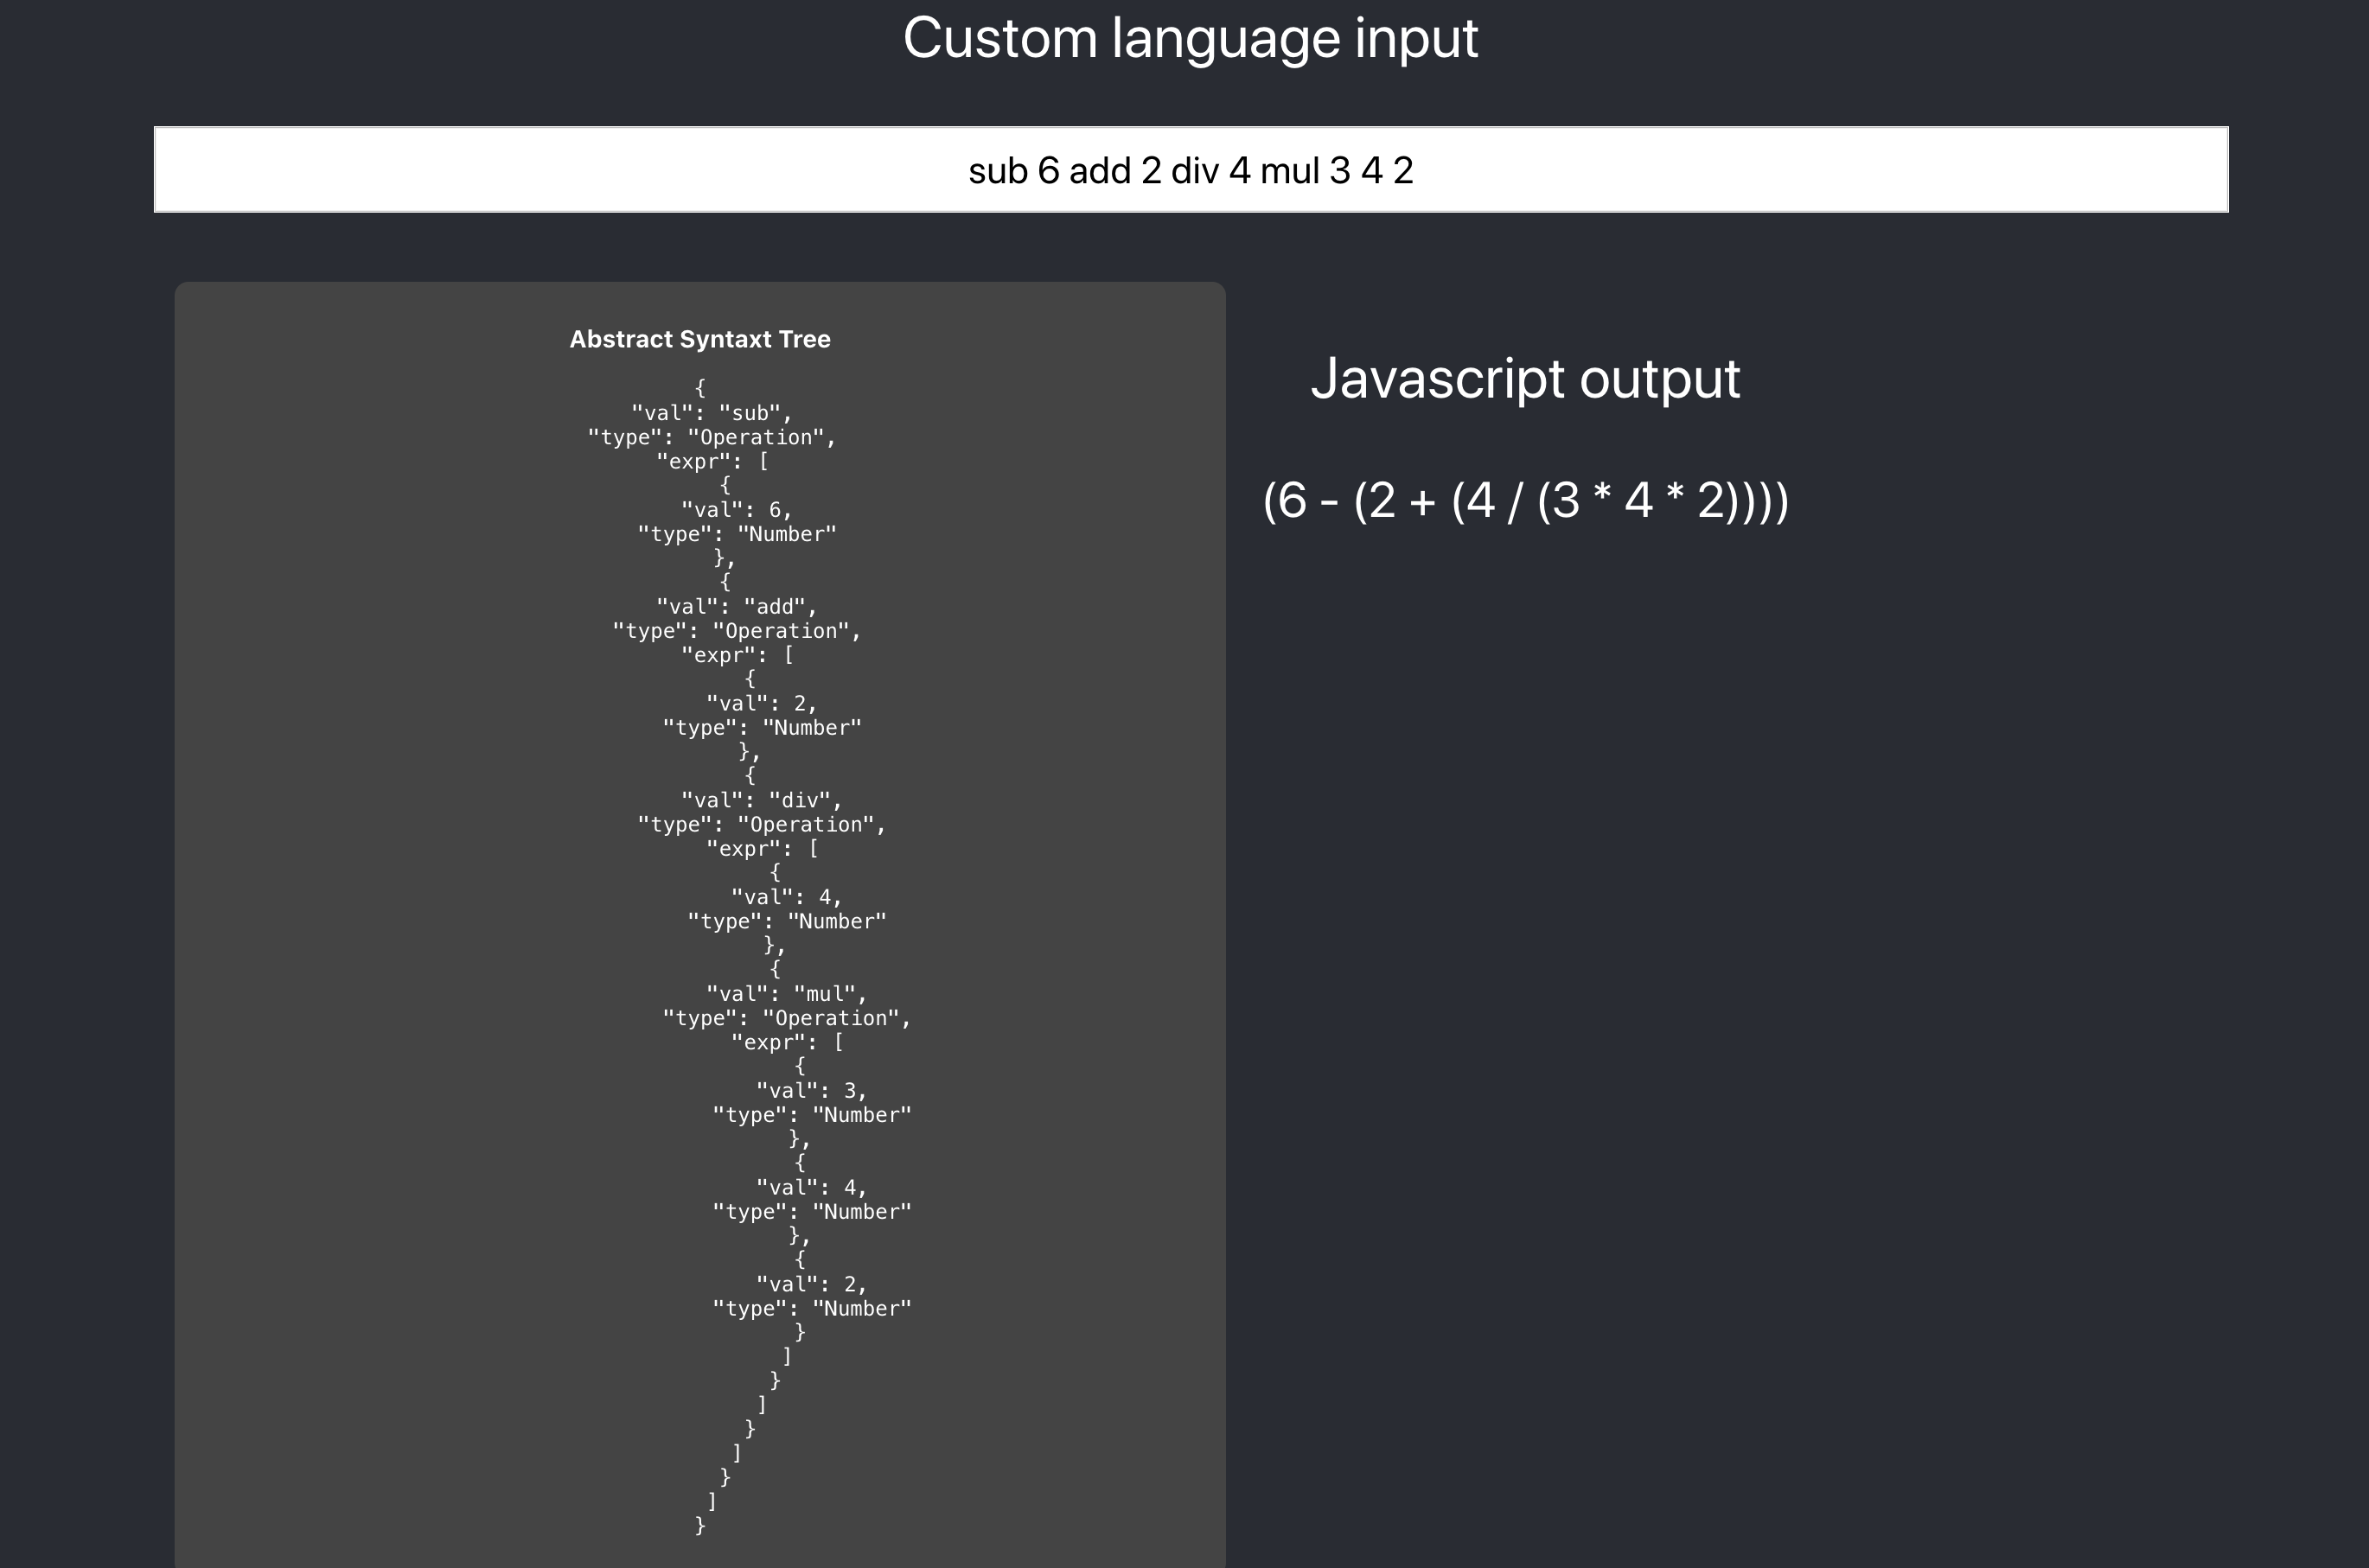 Custom language input
sub 6 add 2 div 4 mul 3 4 2
Abstract Syntaxt Tree
{
"val": "sub",
"type": "Operation",
"expr": [
{
"val": 6,
"type": "Number"
},
{
"val": "add",
"type": "Operation",
"expr": [
{
"val": 2,
"type": "Number"
},
{
"val": "div",
"type": "Operation",
"expr": [
{
"val": 4,
"type": "Number"
},
{
"val": "mul",
"type": "Operation",
"expr": [
{
"val": 3,
"type": "Number"
},
{
"val": 4,
"type": "Number"
},
{
"val": 2,
"type": "Number"
}
]
}
]
}
]
}
]
}
Javascript output
(6 - (2 + (4 / (3 * 4 * 2))))